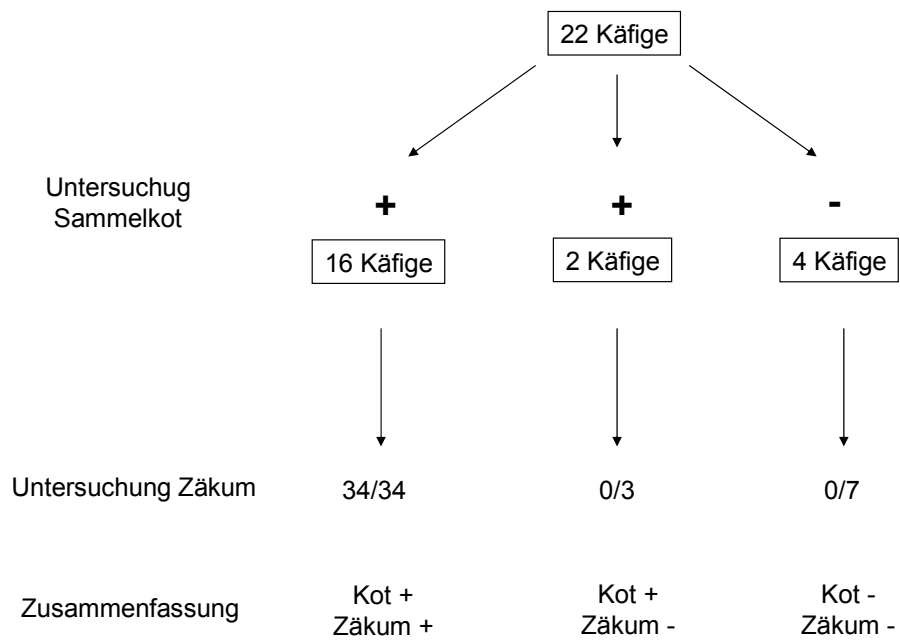 22 Käfige
Untersuchug
Sammelkot
+ + -
16 Käfige 2 Käfige 4 Käfige
Untersuchung Zäkum 34/34 0/3 0/7
Zusammenfassung
Kot + Kot + Kot -
Zäkum + Zäkum - Zäkum -